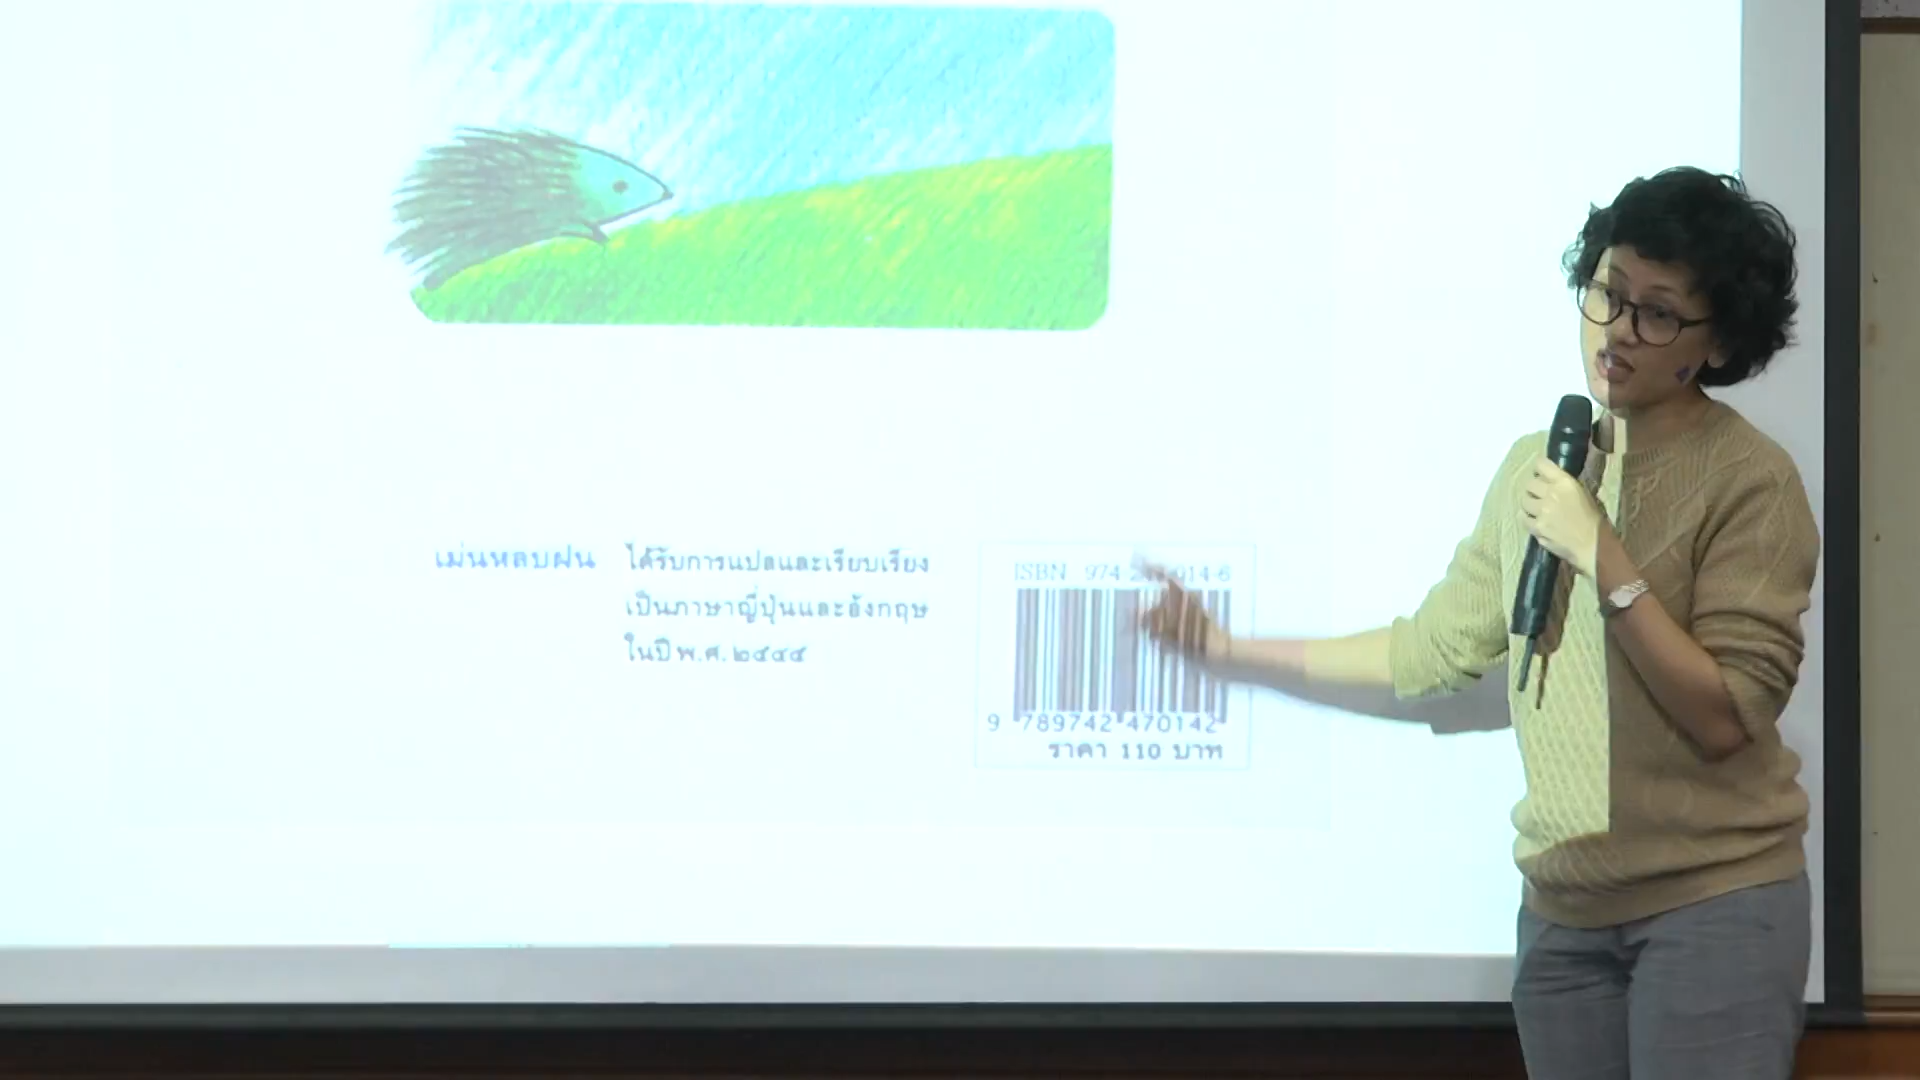 เม่นหลบฝน
ได้รับการแปลและเรียบเรียง
เป็นภาษาญี่ปุ่นและอังกฤษ
ในปี พ.ศ. ๒๕๔๕
ISBN 974 014-6
9 789742 470142
ราคา 110 บาท